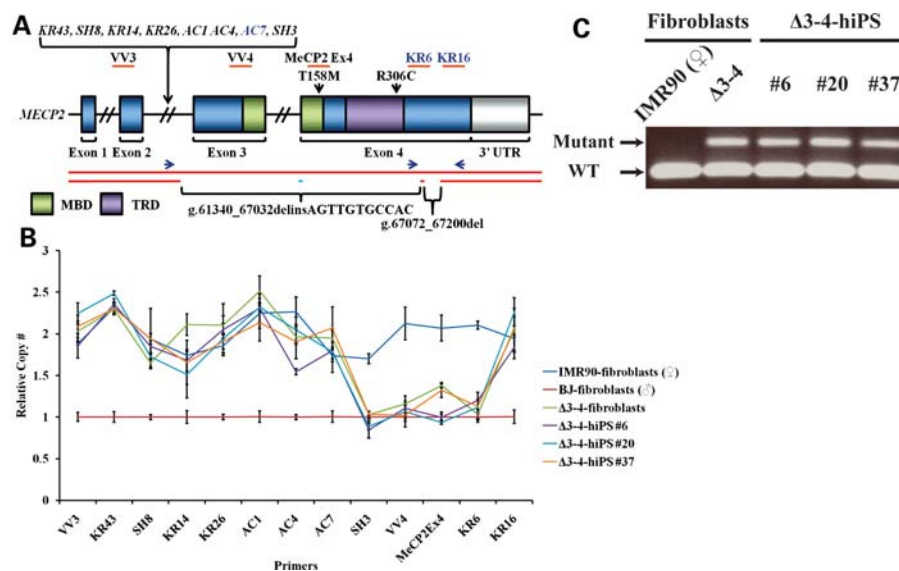 A
KR43, SH8, KR14, KR26, AC1 AC4, AC7, SH3
VV3
VV4
MeCP2 Ex4
KR6 KR16
T158M
R306C
MECP2
Exon 1
Exon 2
Exon 3
Exon 4
3' UTR
MBD
TRD
g.61340_67032delinsAGTTGTGCCAC
g.67072_67200del
B
Relative Copy #
3
2.5
2
1.5
1
0.5
0
VV3
KR43
SH8
KR14
KR26
AC1
AC4
AC7
SH3
VV4
MeCP2Ex4
KR6
KR16
Primers
IMR90-fibroblasts (♀)
BJ-fibroblasts (♂)
Δ3-4-fibroblasts
Δ3-4-hiPS #6
Δ3-4-hiPS #20
Δ3-4-hiPS #37
C
Fibroblasts
Δ3-4-hiPS
IMR90 (♀)
Δ3-4
#6
#20
#37
Mutant
WT